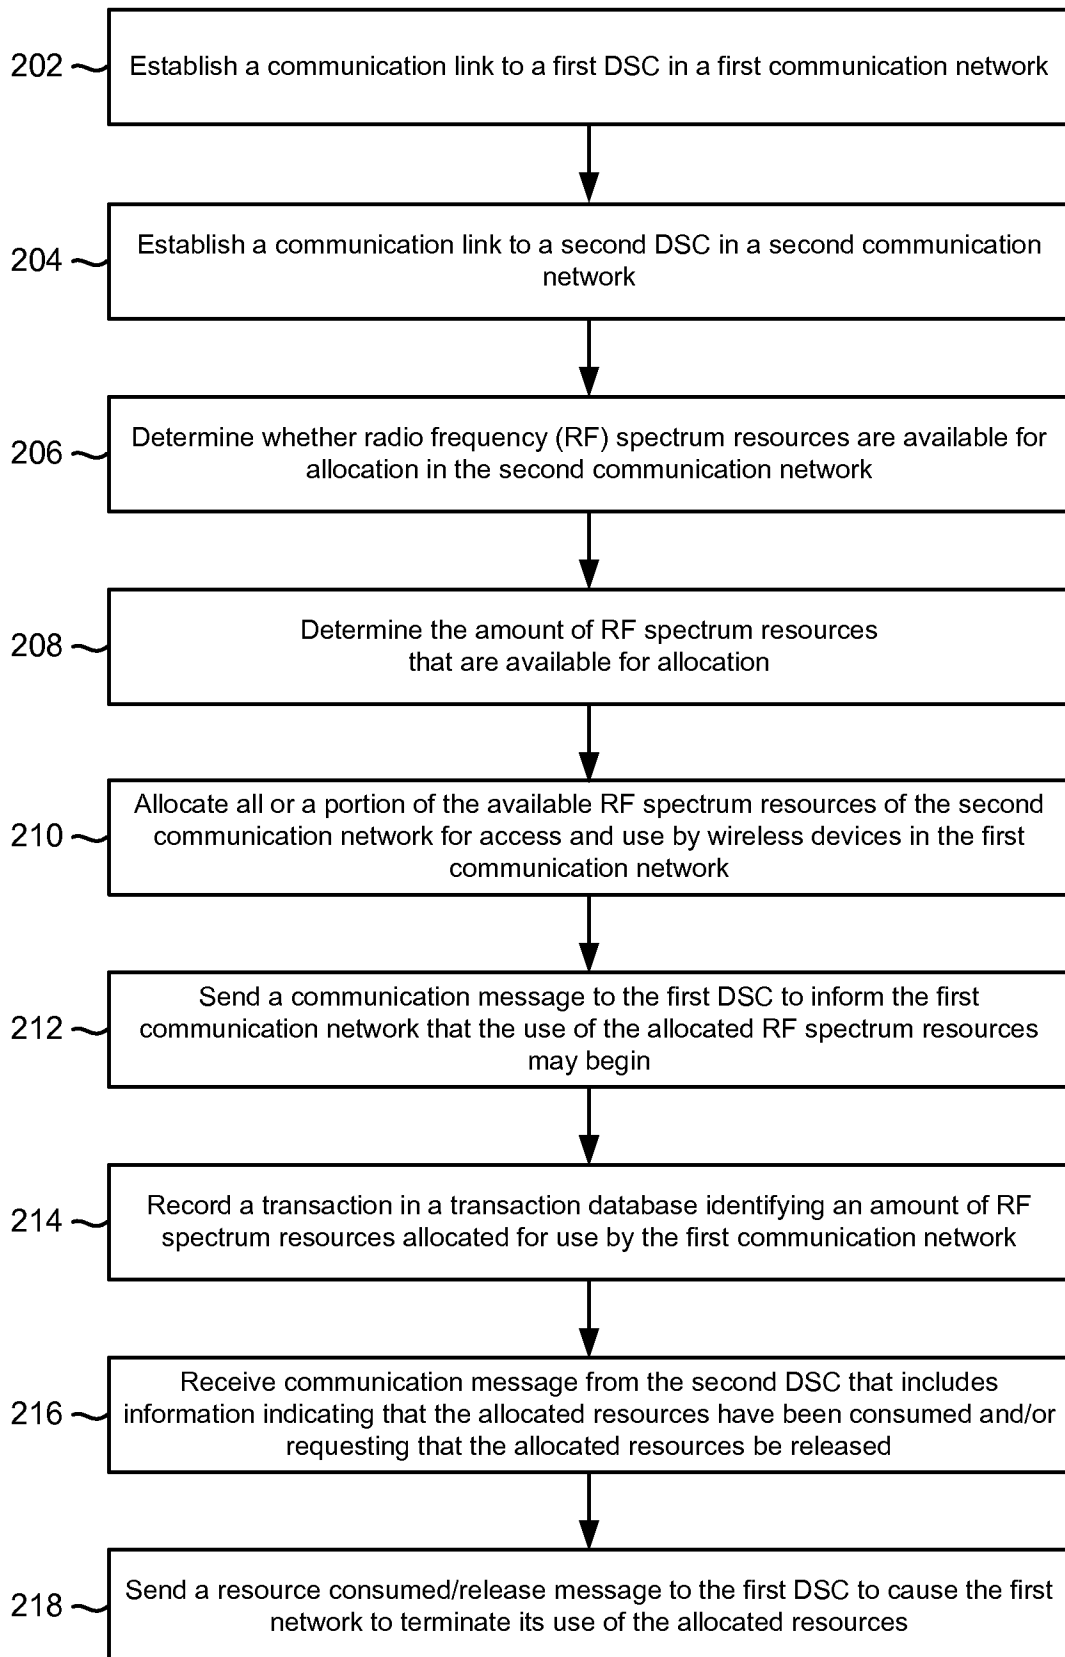 202
Establish a communication link to a first DSC in a first communication network
204
Establish a communication link to a second DSC in a second communication
network
206
Determine whether radio frequency (RF) spectrum resources are available for
allocation in the second communication network
208
Determine the amount of RF spectrum resources
that are available for allocation
210
Allocate all or a portion of the available RF spectrum resources of the second
communication network for access and use by wireless devices in the first
communication network
212
Send a communication message to the first DSC to inform the first
communication network that the use of the allocated RF spectrum resources
may begin
214
Record a transaction in a transaction database identifying an amount of RF
spectrum resources allocated for use by the first communication network
216
Receive communication message from the second DSC that includes
information indicating that the allocated resources have been consumed and/or
requesting that the allocated resources be released
218
Send a resource consumed/release message to the first DSC to cause the first
network to terminate its use of the allocated resources